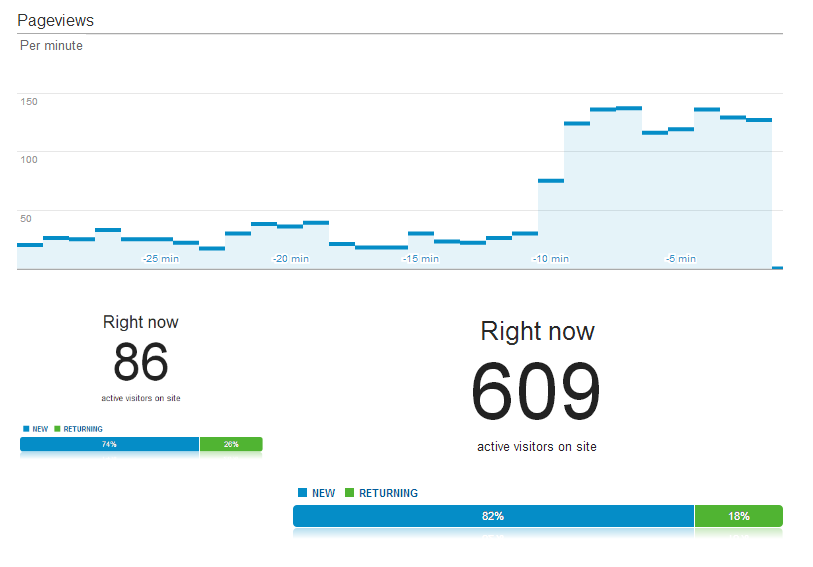 Pageviews
Per minute
150
100
50
-25 min
-20 min
-15 min
-10 min
-5 min
Right now
86
active visitors on site
NEW RETURNING
74% 26%
Right now
609
active visitors on site
NEW RETURNING
82% 18%